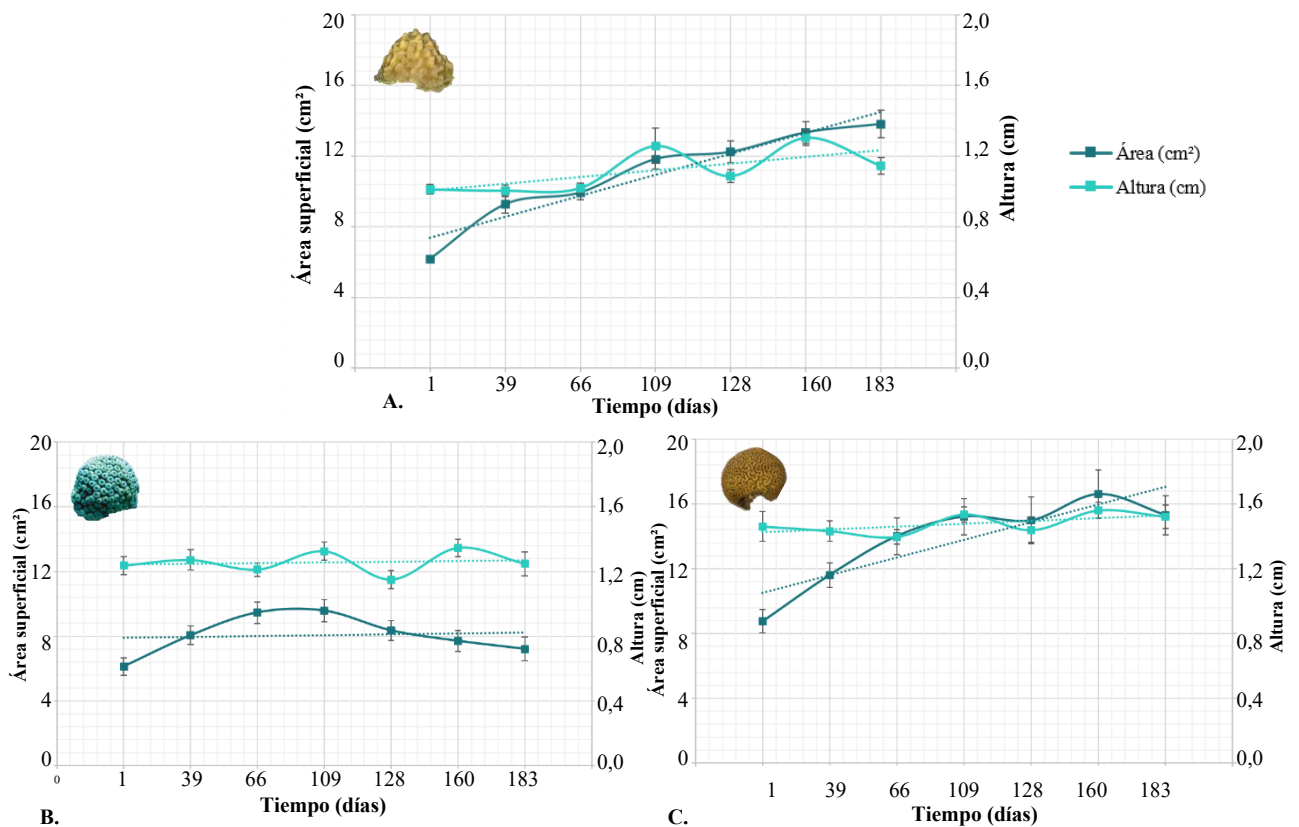 20
16
12
8
4
0
Área superficial (cm²)
2,0
1,6
1,2
0,8
0,4
0,0
Altura (cm)
1 39 66 109 128 160 183
Tiempo (días)
A.
Área (cm²)
Altura (cm)
20
16
12
8
4
0
Área superficial (cm²)
2,0
1,6
1,2
0,8
0,4
0,0
Altura (cm)
0 1 39 66 109 128 160 183
Tiempo (días)
B.
20
16
12
8
4
0
Área superficial (cm²)
2,0
1,6
1,2
0,8
0,4
0,0
Altura (cm)
1 39 66 109 128 160 183
Tiempo (días)
C.